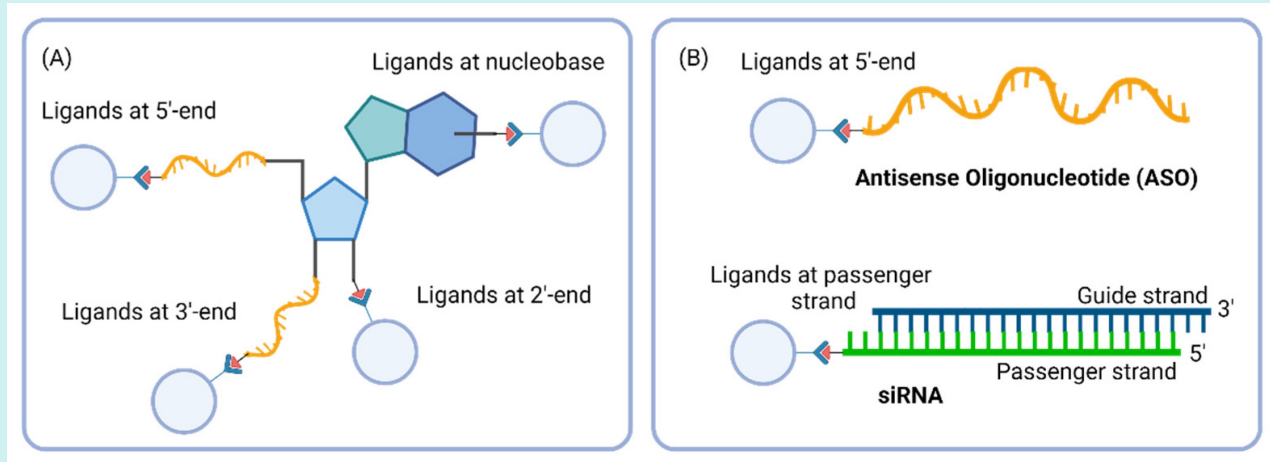 (A)
Ligands at nucleobase
Ligands at 5'-end
Ligands at 3'-end
Ligands at 2'-end
(B)
Ligands at 5'-end
Antisense Oligonucleotide (ASO)
Ligands at passenger
strand
Guide strand
3'
5'
Passenger strand
siRNA